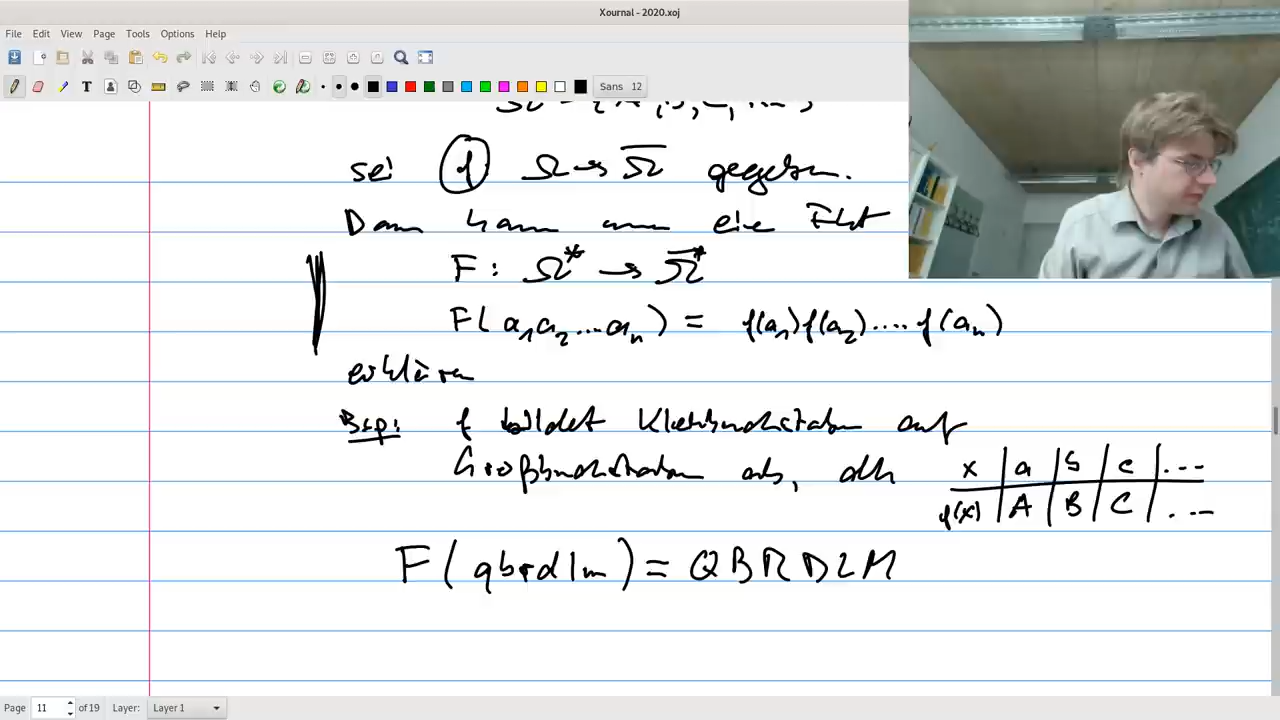 Xournal - 2020.xoj
File Edit View Page Tools Options Help
Sans 12
sei f Ω → Ω̅ gegeben.
Dann kann man eine Fkt
F: Ω* → Ω̅*
F(a₁a₂...aₙ) = f(a₁)f(a₂)....f(aₙ)
erklären
Bsp: f bildet Kleinbuchstaben auf
Großbuchstaben ab, also
x | a | b | c | ...
f(x) | A | B | C | ...
F(qbrdlm) = QBRDLM
Page 11 of 19 Layer: Layer 1